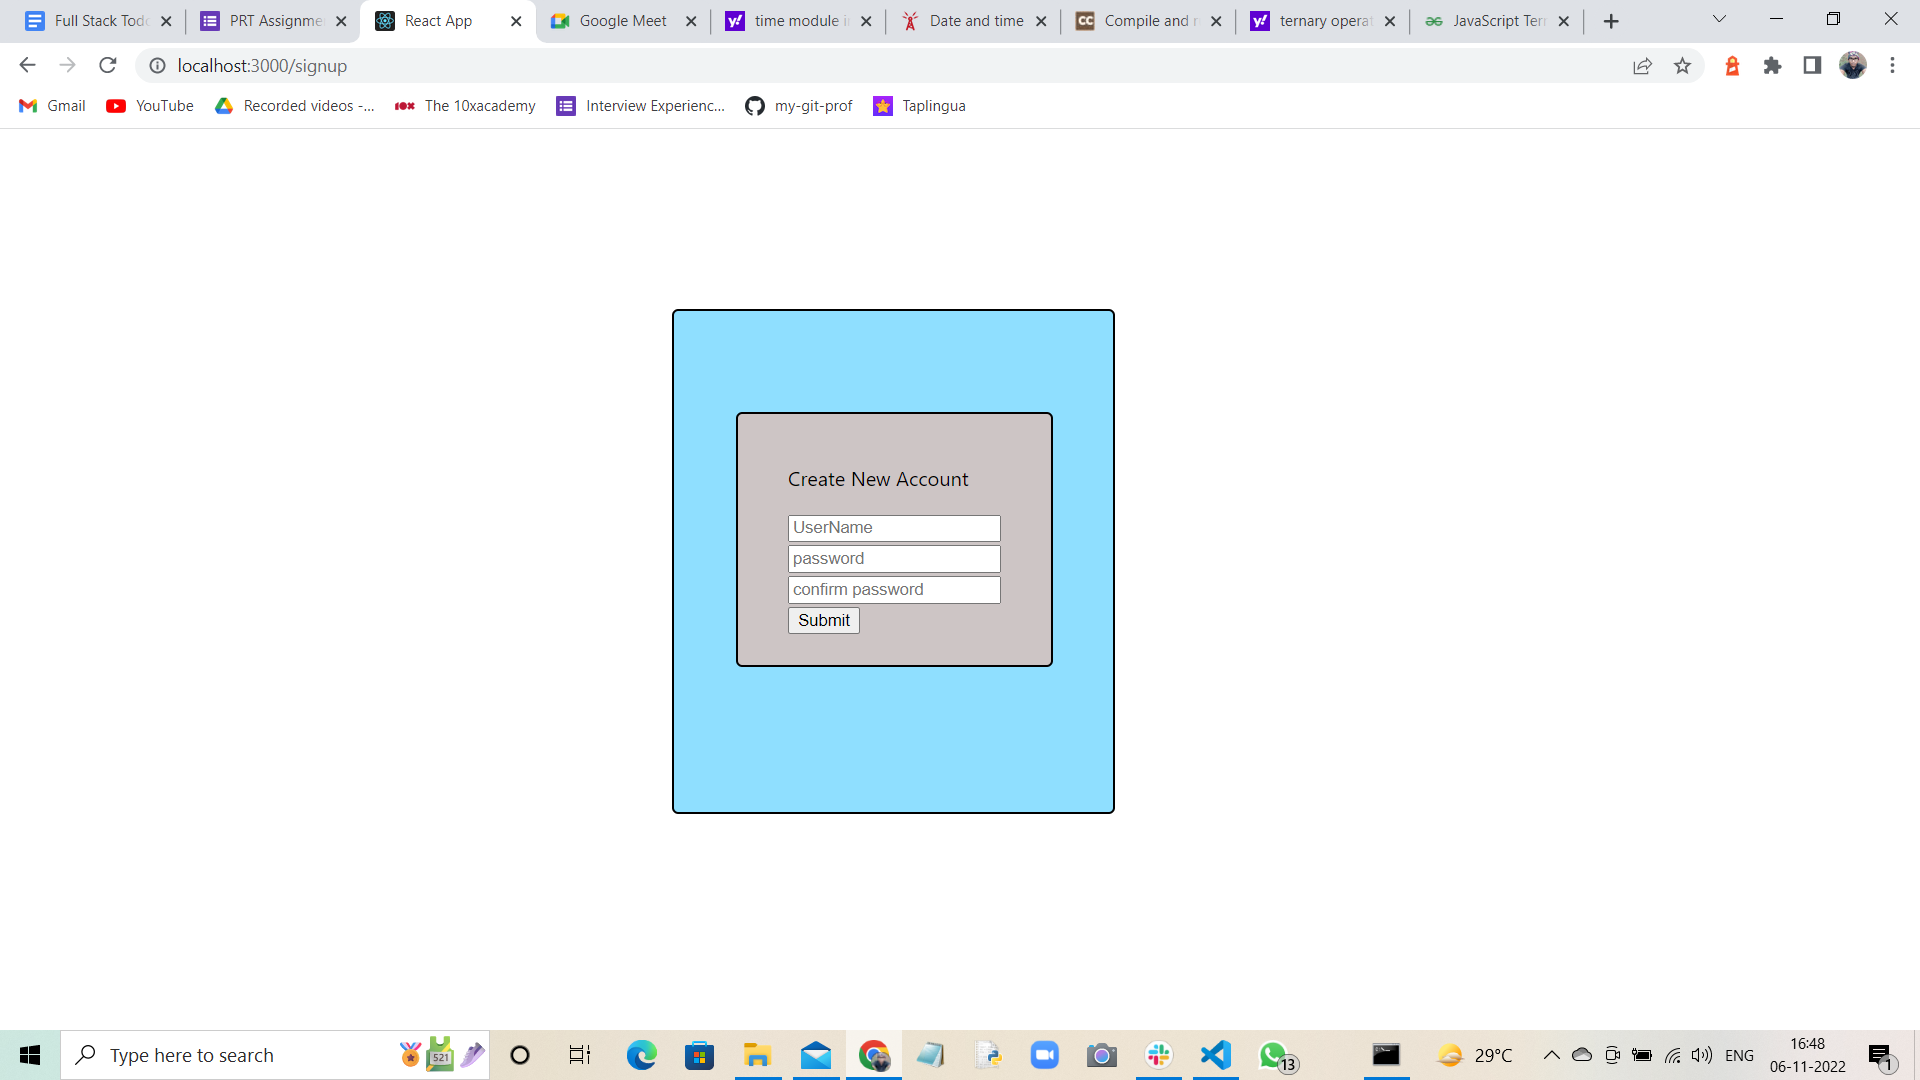 Full Stack Todo
PRT Assignme
React App
Google Meet
time module i
Date and time
Compile and r
ternary operat
JavaScript Ter
localhost:3000/signup
Gmail
YouTube
Recorded videos -...
The 10xacademy
Interview Experienc...
my-git-prof
Taplingua
Create New Account
UserName
password
confirm password
Submit
Type here to search
521
13
29°C
ENG
16:48
06-11-2022
1